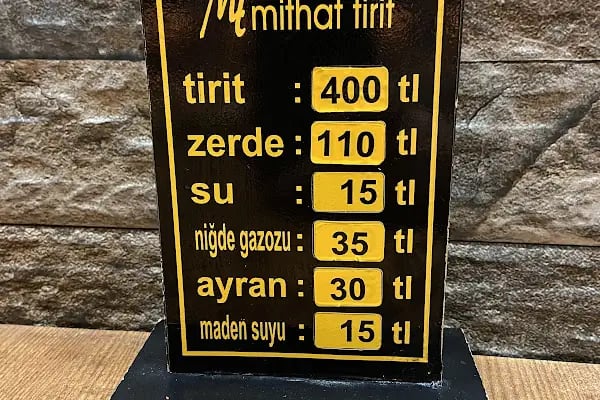 mithat tirit
tirit : 400 tl
zerde : 110 tl
su : 15 tl
niğde gazozu : 35 tl
ayran : 30 tl
maden suyu : 15 tl